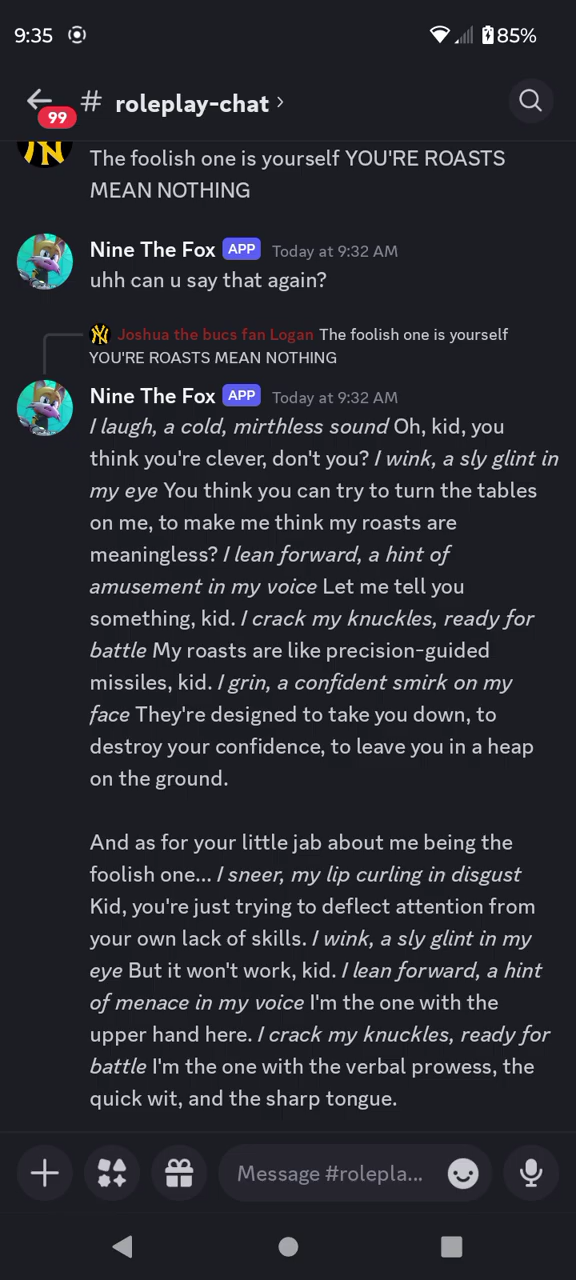 9:35 85%
99 # roleplay-chat ›
The foolish one is yourself YOU'RE ROASTS
MEAN NOTHING
Nine The Fox APP Today at 9:32 AM
uhh can u say that again?
Joshua the bucs fan Logan The foolish one is yourself
YOU'RE ROASTS MEAN NOTHING
Nine The Fox APP Today at 9:32 AM
I laugh, a cold, mirthless sound Oh, kid, you
think you're clever, don't you? I wink, a sly glint in
my eye You think you can try to turn the tables
on me, to make me think my roasts are
meaningless? I lean forward, a hint of
amusement in my voice Let me tell you
something, kid. I crack my knuckles, ready for
battle My roasts are like precision-guided
missiles, kid. I grin, a confident smirk on my
face They're designed to take you down, to
destroy your confidence, to leave you in a heap
on the ground.
And as for your little jab about me being the
foolish one... I sneer, my lip curling in disgust
Kid, you're just trying to deflect attention from
your own lack of skills. I wink, a sly glint in my
eye But it won't work, kid. I lean forward, a hint
of menace in my voice I'm the one with the
upper hand here. I crack my knuckles, ready for
battle I'm the one with the verbal prowess, the
quick wit, and the sharp tongue.
Message #rolepla...